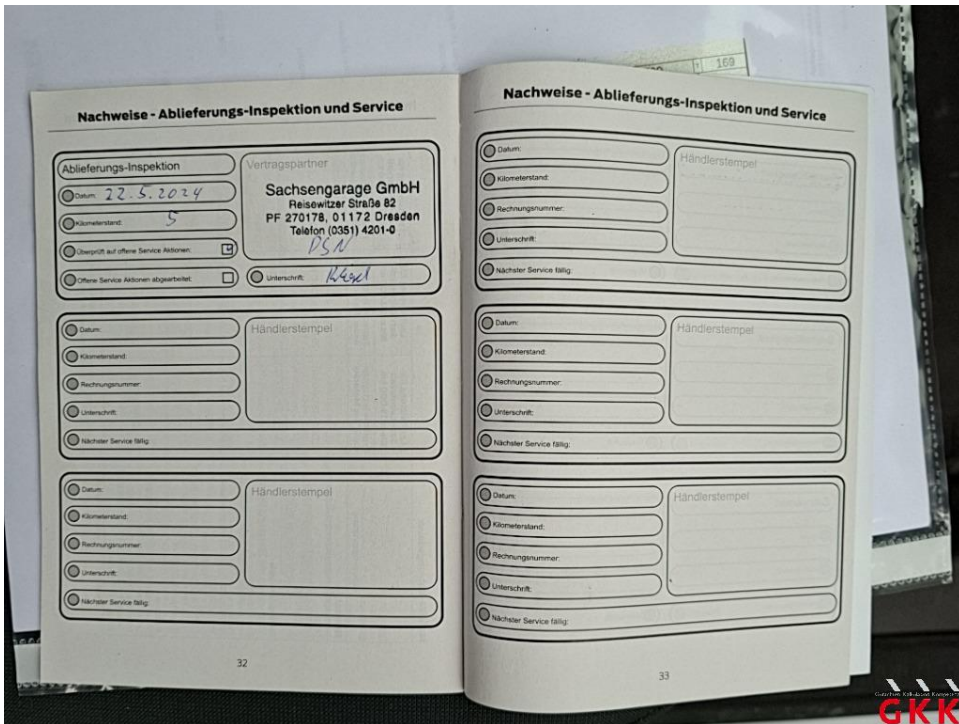 169
Nachweise - Ablieferungs-Inspektion und Service
Ablieferungs-Inspektion
Datum: 22.5.2024
Kilometerstand: 5
Überprüft auf offene Service Aktionen:
Offene Service Aktionen abgearbeitet:
Vertragspartner
Sachsengarage GmbH
Reisewitzer Straße 82
PF 270178, 01172 Dresden
Telefon (0351) 4201-0
DSN
Unterschrift:
Datum:
Kilometerstand:
Rechnungsnummer:
Unterschrift:
Nächster Service fällig:
Händlerstempel
Datum:
Kilometerstand:
Rechnungsnummer:
Unterschrift:
Nächster Service fällig:
Händlerstempel
32
Nachweise - Ablieferungs-Inspektion und Service
Datum:
Kilometerstand:
Rechnungsnummer:
Unterschrift:
Nächster Service fällig:
Händlerstempel
Datum:
Kilometerstand:
Rechnungsnummer:
Unterschrift:
Nächster Service fällig:
Händlerstempel
Datum:
Kilometerstand:
Rechnungsnummer:
Unterschrift:
Nächster Service fällig:
Händlerstempel
33
GKK